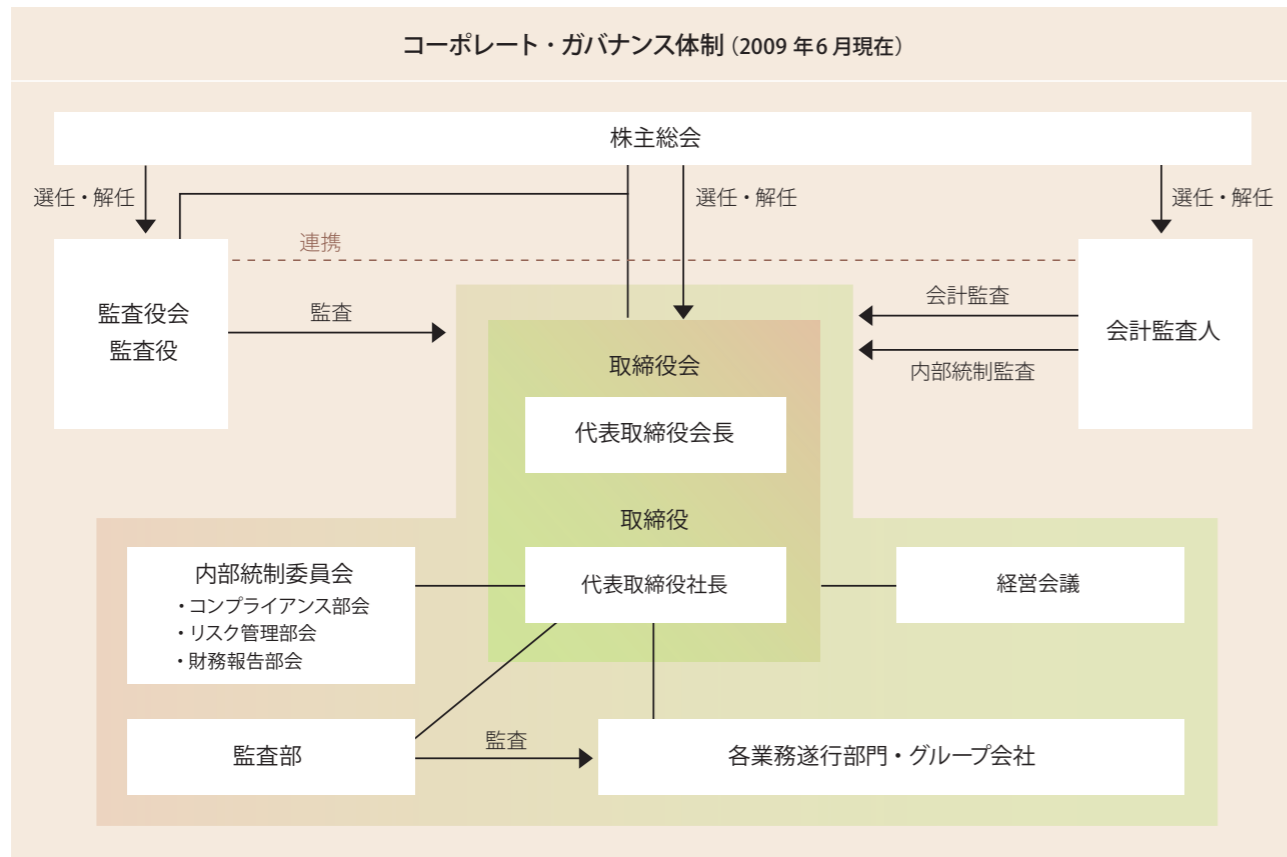 コーポレート・ガバナンス体制(2009年6月現在)
株主総会
選任・解任
選任・解任
選任・解任
連携
監査役会
監査役
監査
会計監査
内部統制監査
会計監査人
取締役会
代表取締役会長
取締役
代表取締役社長
内部統制委員会
・コンプライアンス部会
・リスク管理部会
・財務報告部会
経営会議
監査部
監査
各業務遂行部門・グループ会社